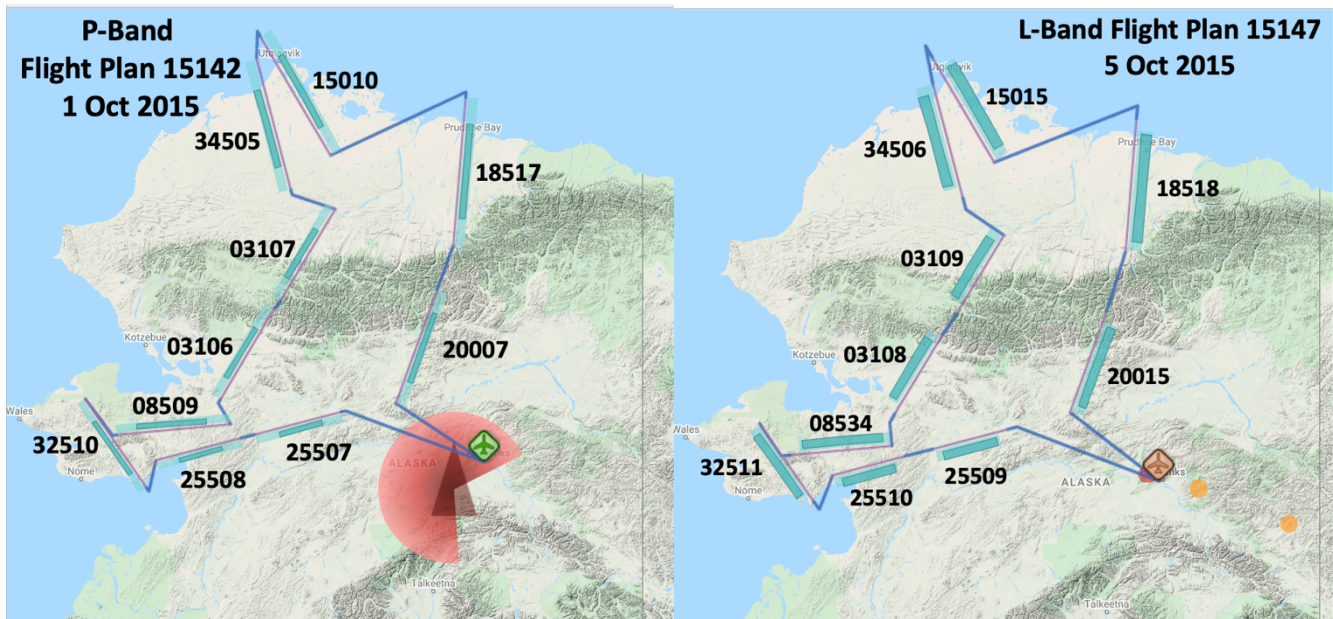 P-Band
Flight Plan 15142
1 Oct 2015
15010
34505
Prudhoe Bay
18517
03107
Kotzebue
03106
20007
Wales
08509
32510
25507
Nome
25508
ALASKA
Talkeetna
L-Band Flight Plan 15147
5 Oct 2015
15015
34506
Prudhoe Bay
18518
03109
Kotzebue
03108
20015
Wales
08534
32511
25509
Nome
25510
ALASKA
Talkeetna